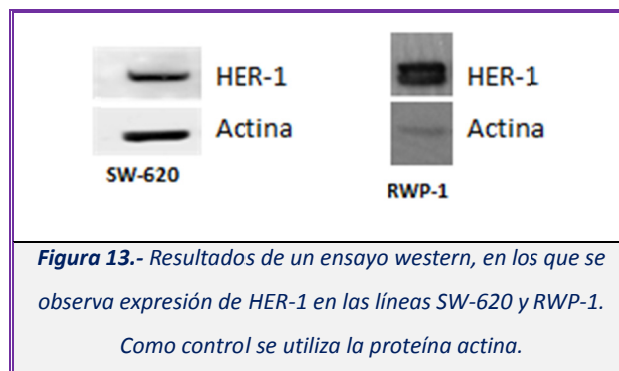 HER-1 HER-1
Actina Actina
SW-620 RWP-1
Figura 13.- Resultados de un ensayo western, en los que se
observa expresión de HER-1 en las líneas SW-620 y RWP-1.
Como control se utiliza la proteína actina.